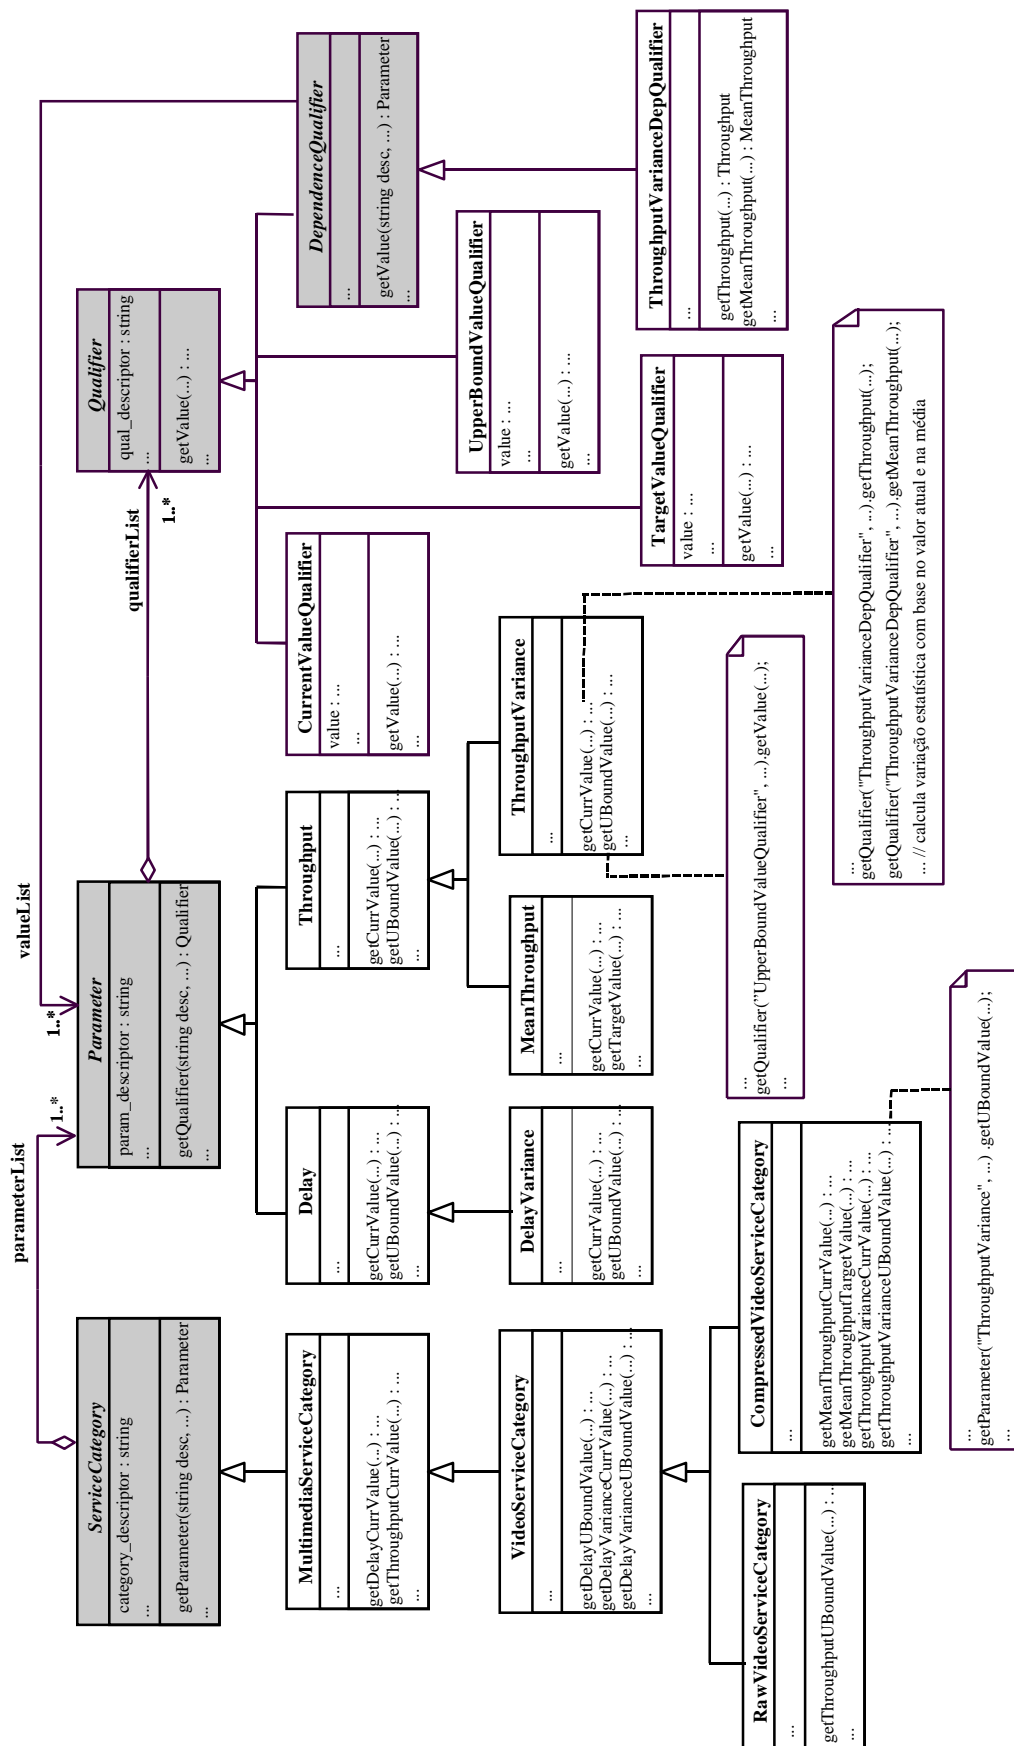 parameterList
1..*
valueList
1..*
qualifierList
1..*
ServiceCategory
category_descriptor : string
...
getParameter(string desc, ...) : Parameter
...
Parameter
param_descriptor : string
...
getQualifier(string desc, ...) : Qualifier
...
Qualifier
qual_descriptor : string
...
getValue(...) : ...
...
MultimediaServiceCategory
...
getDelayCurrValue(...) : ...
getThroughputCurrValue(...) : ...
...
Delay
...
getCurrValue(...) : ...
getUBoundValue(...) : ...
...
Throughput
...
getCurrValue(...) : ...
getUBoundValue(...) : ...
...
CurrentValueQualifier
value : ...
...
getValue(...) : ...
...
DependenceQualifier
...
getValue(string desc, ...) : Parameter
...
UpperBoundValueQualifier
value : ...
...
getValue(...) : ...
...
VideoServiceCategory
...
getDelayUBoundValue(...) : ...
getDelayVarianceCurrValue(...) : ...
getDelayVarianceUBoundValue(...) : ...
...
DelayVariance
...
getCurrValue(...) : ...
getUBoundValue(...) : ...
...
MeanThroughput
...
getCurrValue(...) : ...
getTargetValue(...) : ...
...
ThroughputVariance
...
getCurrValue(...) : ...
getUBoundValue(...) : ...
...
TargetValueQualifier
value : ...
...
getValue(...) : ...
...
ThroughputVarianceDepQualifier
...
getThroughput(...) : Throughput
getMeanThroughput(...) : MeanThroughput
...
RawVideoServiceCategory
...
getThroughputUBoundValue(...) : ...
...
CompressedVideoServiceCategory
...
getMeanThroughputCurrValue(...) : ...
getMeanThroughputTargetValue(...) : ...
getThroughputVarianceCurrValue(...) : ...
getThroughputVarianceUBoundValue(...) : ...
...
...
getQualifier("UpperBoundValueQualifier", ...).getValue(...);
...
...
getQualifier("ThroughputVarianceDepQualifier", ...).getThroughput(...);
getQualifier("ThroughputVarianceDepQualifier", ...).getMeanThroughput(...);
... // calcula variação estatística com base no valor atual e na média
...
getParameter("ThroughputVariance", ...) .getUBoundValue(...);
...